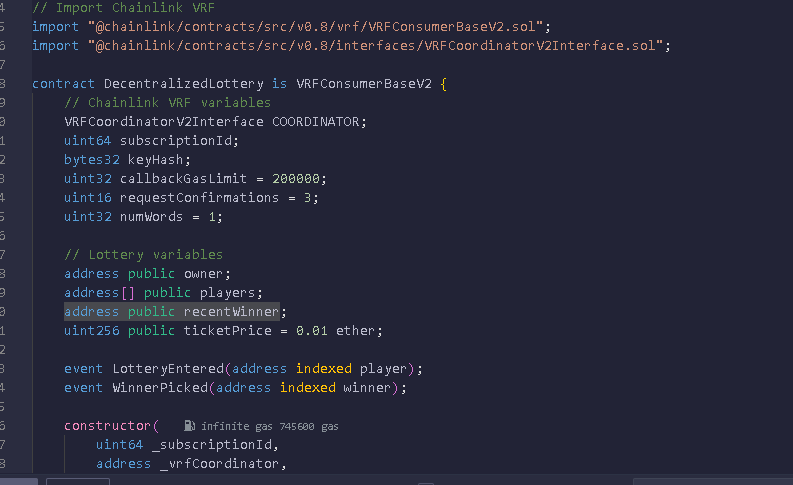 4 // Import Chainlink VRF
5 import "@chainlink/contracts/src/v0.8/vrf/VRFConsumerBaseV2.sol";
6 import "@chainlink/contracts/src/v0.8/interfaces/VRFCoordinatorV2Interface.sol";
7
8 contract DecentralizedLottery is VRFConsumerBaseV2 {
9 // Chainlink VRF variables
0 VRFCoordinatorV2Interface COORDINATOR;
1 uint64 subscriptionId;
2 bytes32 keyHash;
3 uint32 callbackGasLimit = 200000;
4 uint16 requestConfirmations = 3;
5 uint32 numWords = 1;
6
7 // Lottery variables
8 address public owner;
9 address[] public players;
0 address public recentWinner;
1 uint256 public ticketPrice = 0.01 ether;
2
3 event LotteryEntered(address indexed player);
4 event WinnerPicked(address indexed winner);
5
6 constructor( infinite gas 745600 gas
7 uint64 _subscriptionId,
8 address _vrfCoordinator,